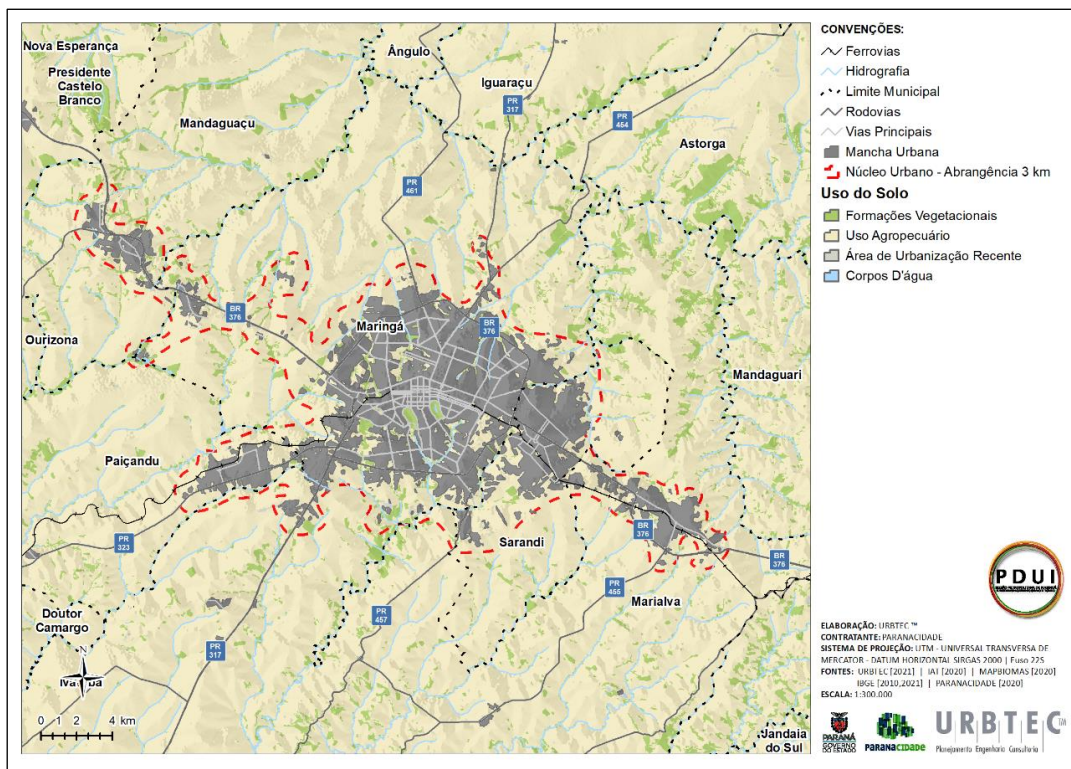 Nova Esperança
Presidente
Castelo
Branco
Mandaguaçu
Ângulo
Iguaraçu
PR
317
PR
454
Astorga
PR
461
BR
376
Ourizona
Maringá
BR
376
Mandaguari
Paiçandu
PR
323
Sarandi
BR
376
BR
376
PR
455
Marialva
PR
457
Doutor
Camargo
PR
317
N
0 1 2 4 km
Jandaia
do Sul
CONVENÇÕES:
Ferrovias
Hidrografia
Limite Municipal
Rodovias
Vias Principais
Mancha Urbana
Núcleo Urbano - Abrangência 3 km
Uso do Solo
Formações Vegetacionais
Uso Agropecuário
Área de Urbanização Recente
Corpos D'água
PDUI
ELABORAÇÃO: URBTEC ™
CONTRATANTE: PARANACIDADE
SISTEMA DE PROJEÇÃO: UTM - UNIVERSAL TRANSVERSA DE
MERCATOR - DATUM HORIZONTAL SIRGAS 2000 | Fuso 22S
FONTES: URBTEC [2021] | IAT [2020] | MAPBIOMAS [2020]
IBGE [2010,2021] | PARANACIDADE [2020]
ESCALA: 1:300.000
PARANÁ
GOVERNO
DO ESTADO
PARANACIDADE
URBTEC™
Planejamento Engenharia Consultoria